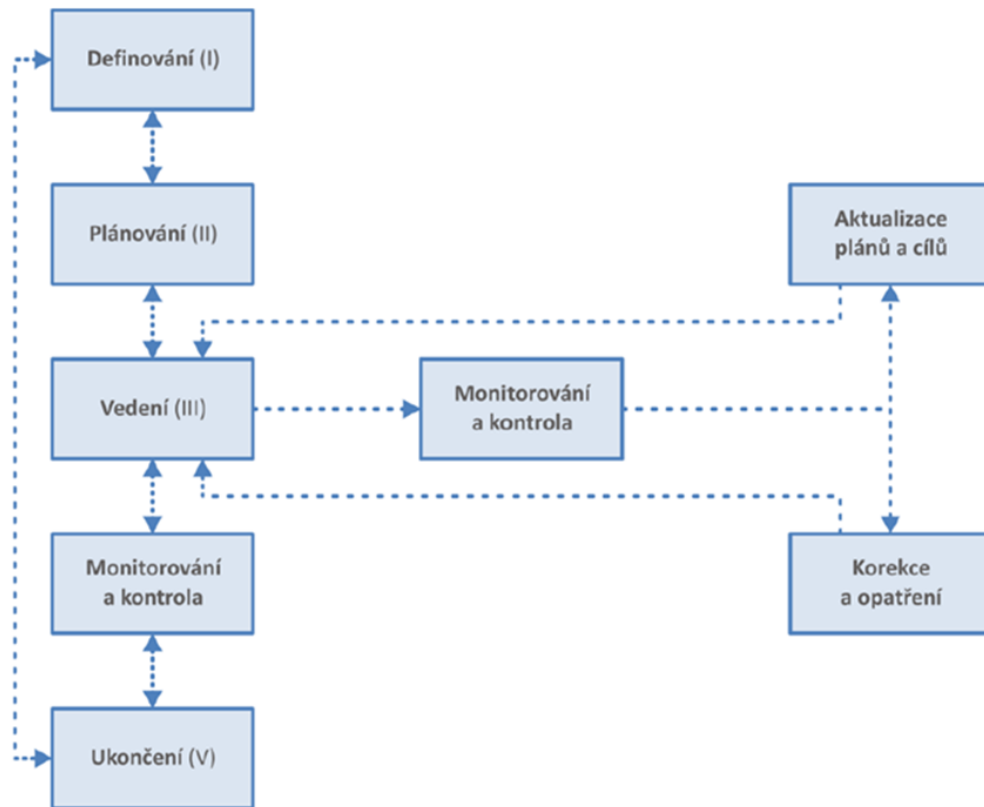 Definování (I)
Plánování (II)
Aktualizace
plánů a cílů
Vedení (III)
Monitorování
a kontrola
Monitorování
a kontrola
Korekce
a opatření
Ukončení (V)